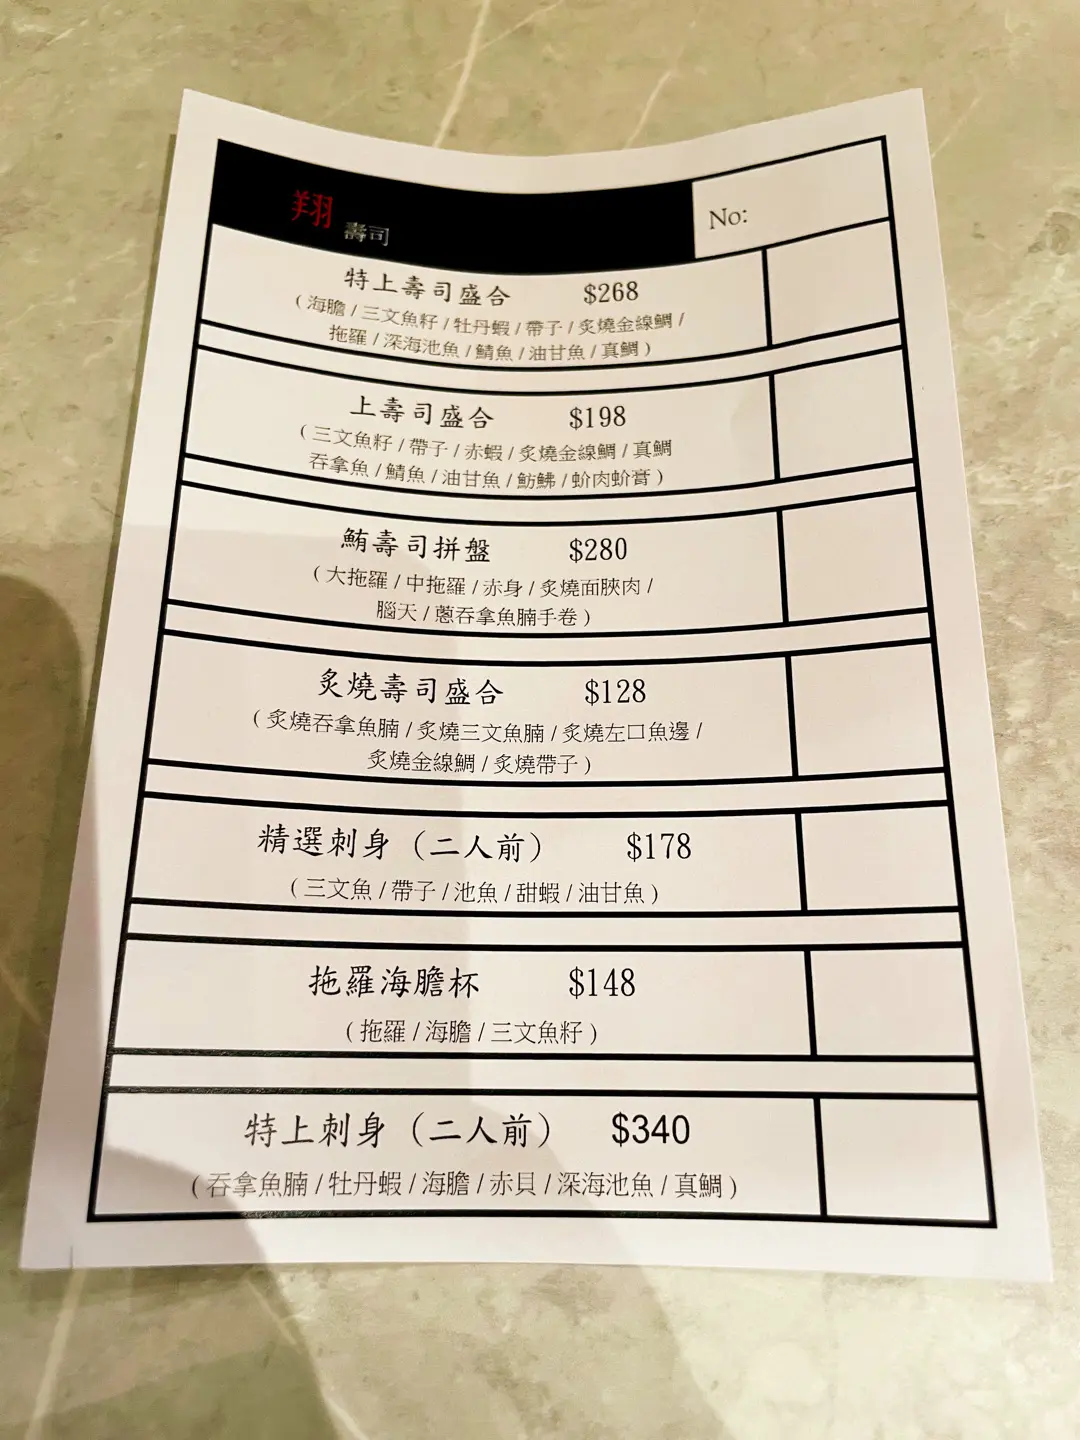 翔 壽司
No:
特上壽司盛合 $268
(海膽/三文魚籽/牡丹蝦/帶子/炙燒金線鯛/
拖羅/深海池魚/鯖魚/油甘魚/真鯛)
上壽司盛合 $198
(三文魚籽/帶子/赤蝦/炙燒金線鯛/真鯛
吞拿魚/鯖魚/油甘魚/魴鮄/蚧肉蚧膏)
鮪壽司拼盤 $280
(大拖羅/中拖羅/赤身/炙燒面脥肉/
腦天/蔥吞拿魚腩手卷)
炙燒壽司盛合 $128
(炙燒吞拿魚腩/炙燒三文魚腩/炙燒左口魚邊/
炙燒金線鯛/炙燒帶子)
精選刺身(二人前) $178
(三文魚/帶子/池魚/甜蝦/油甘魚)
拖羅海膽杯 $148
(拖羅/海膽/三文魚籽)
特上刺身(二人前) $340
(吞拿魚腩/牡丹蝦/海膽/赤貝/深海池魚/真鯛)